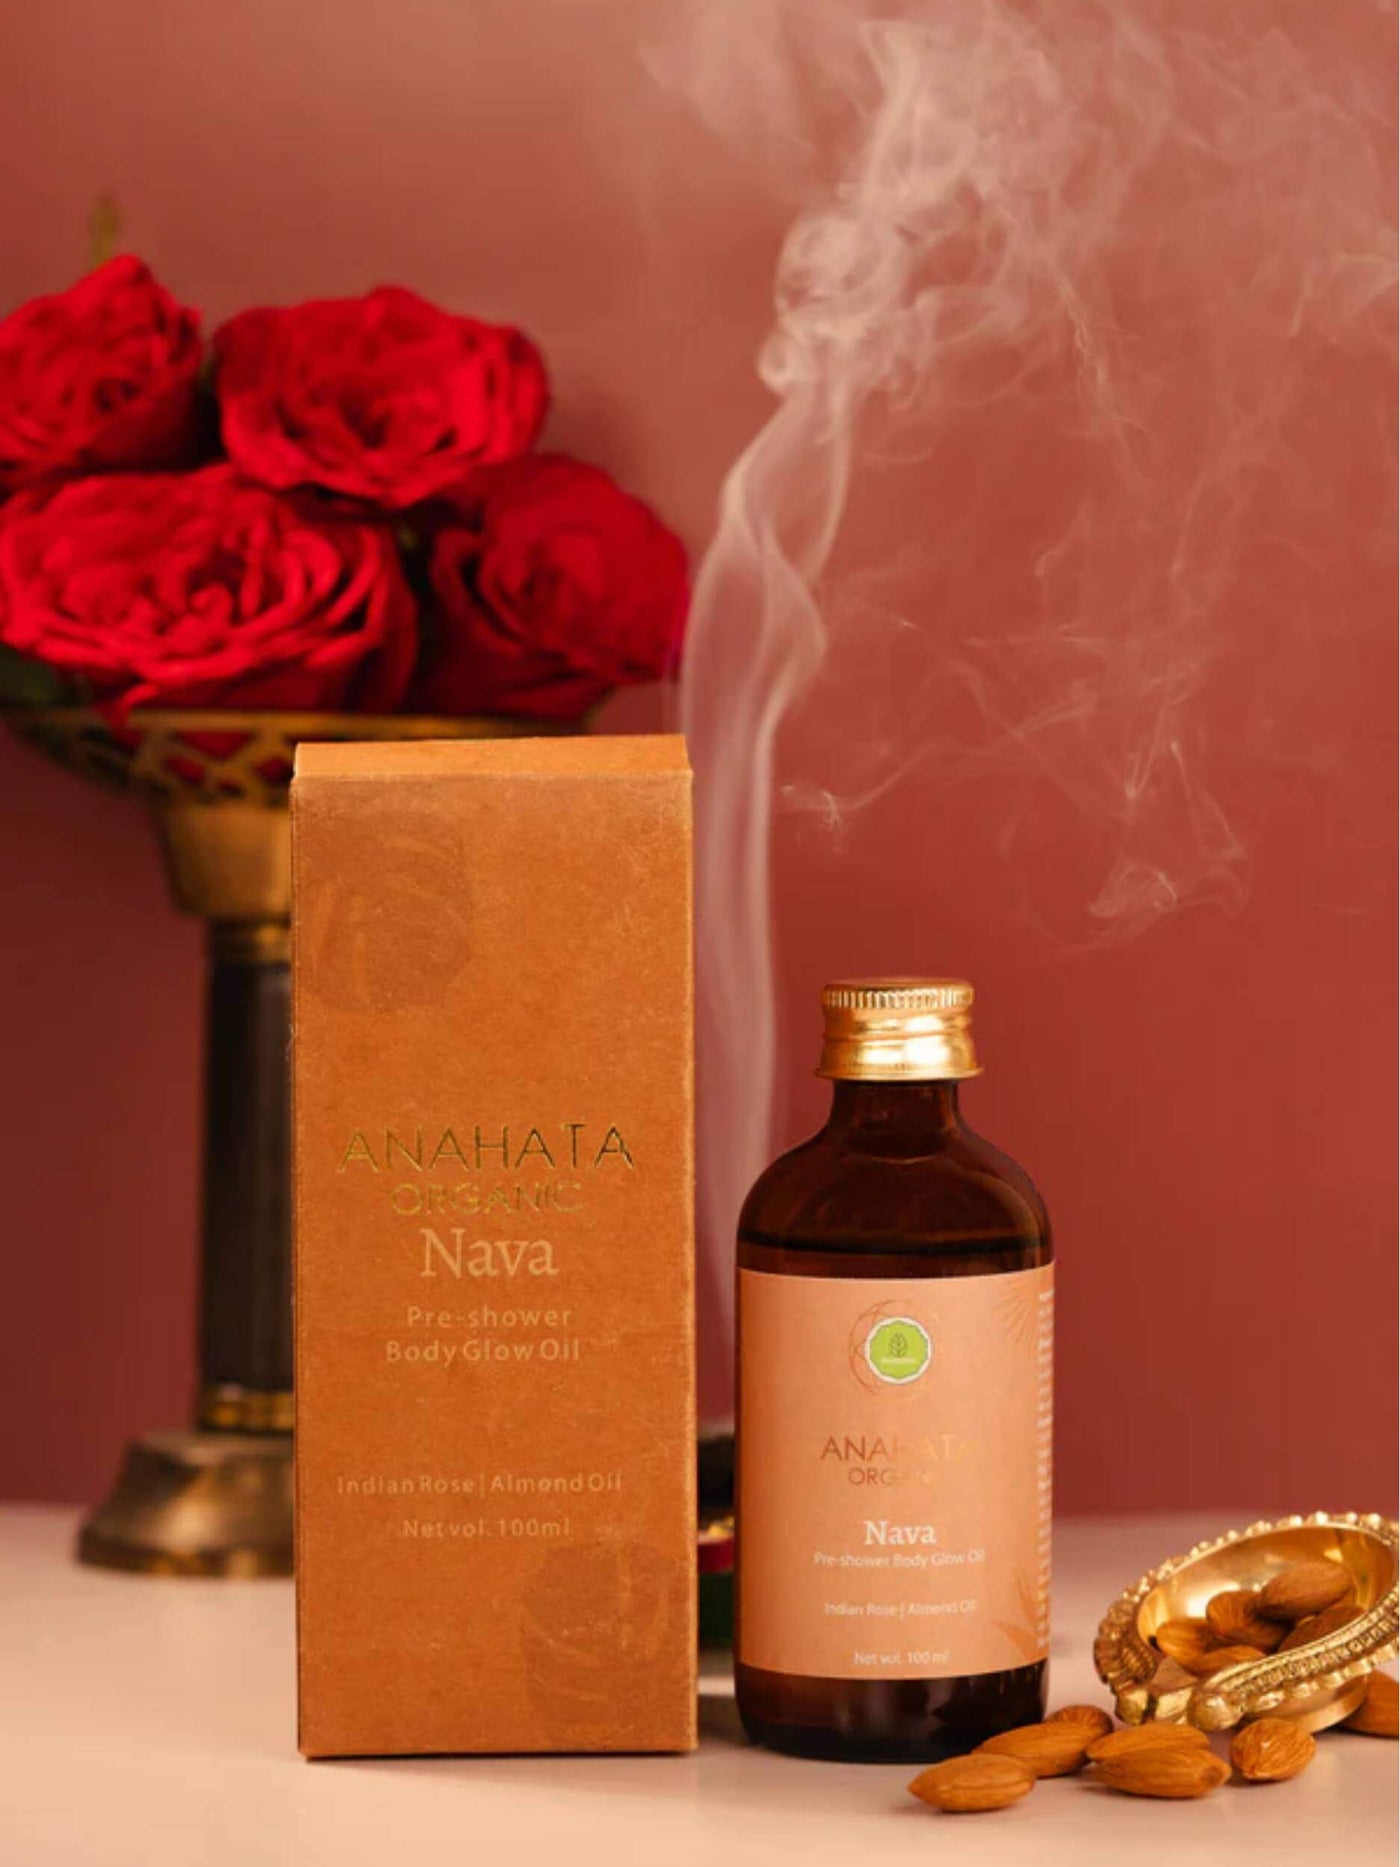 ANAHATA
ORGANIC
Nava
Pre-shower
Body Glow Oil
Indian Rose | Almond Oil
Net vol. 100ml
ANAHATA
ORGANIC
Nava
Pre-shower Body Glow Oil
Indian Rose | Almond Oil
Net vol. 100 ml